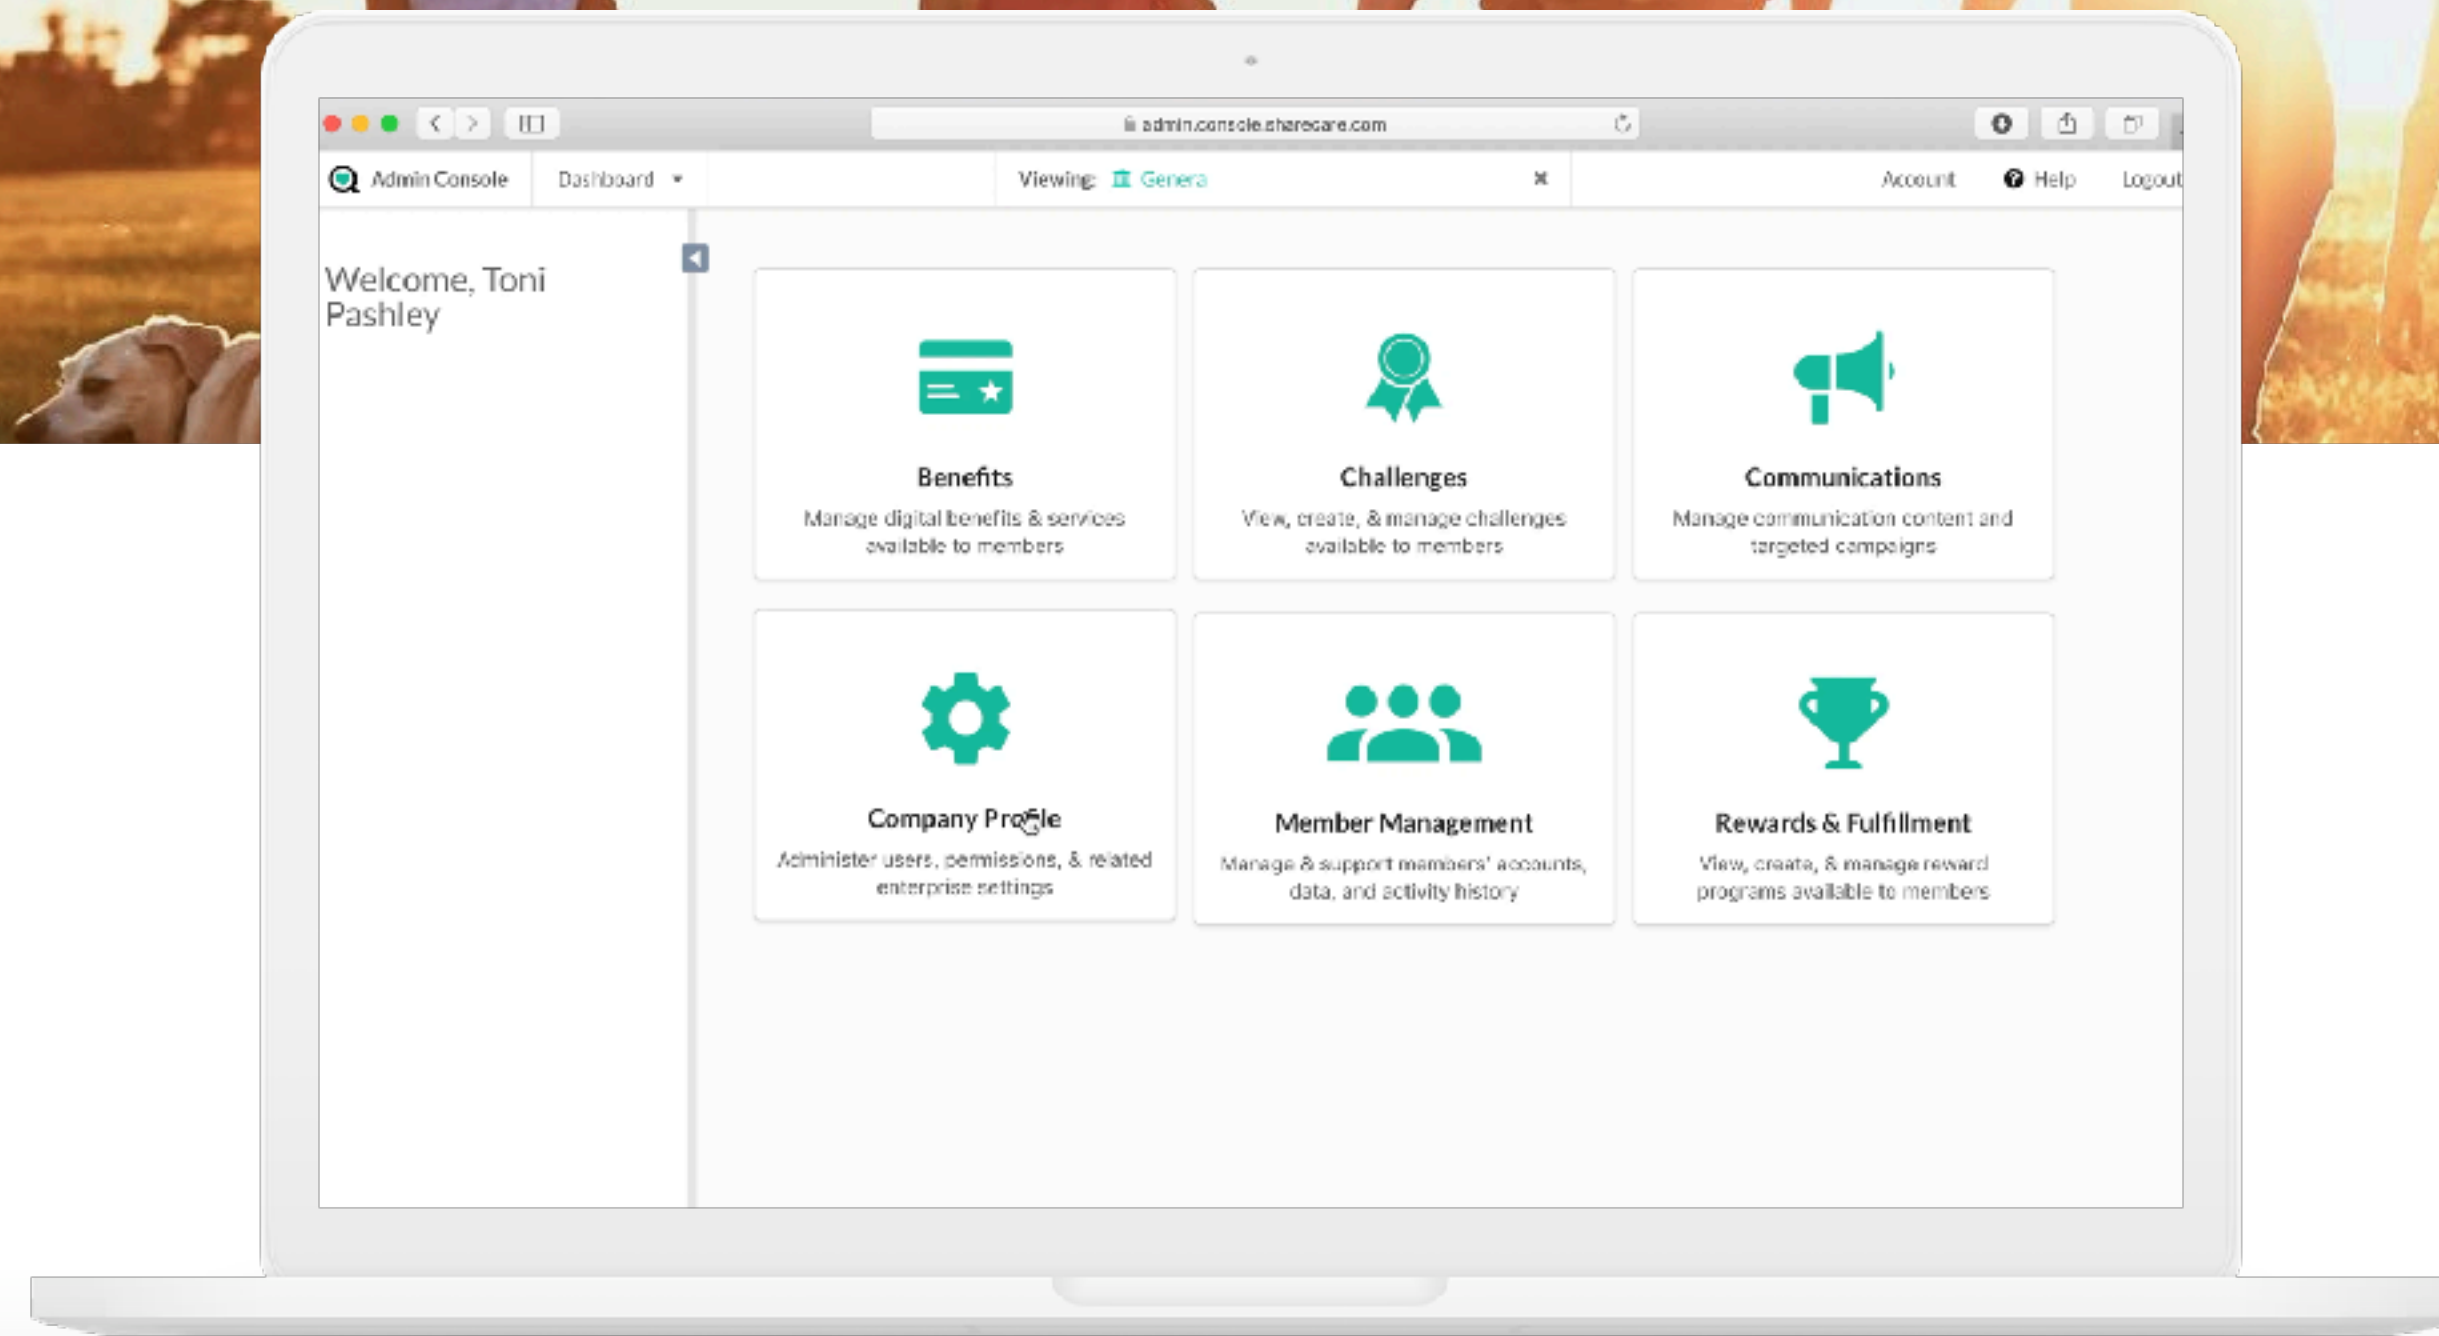 admin.console.sharecare.com
Admin Console
Dashboard
Viewing: Genera
Account
Help
Logout
Welcome, Toni
Pashley
Benefits
Manage digital benefits & services
available to members
Challenges
View, create, & manage challenges
available to members
Communications
Manage communication content and
targeted campaigns
Company Profile
Administer users, permissions, & related
enterprise settings
Member Management
Manage & support members' accounts,
data, and activity history
Rewards & Fulfillment
View, create, & manage reward
programs available to members